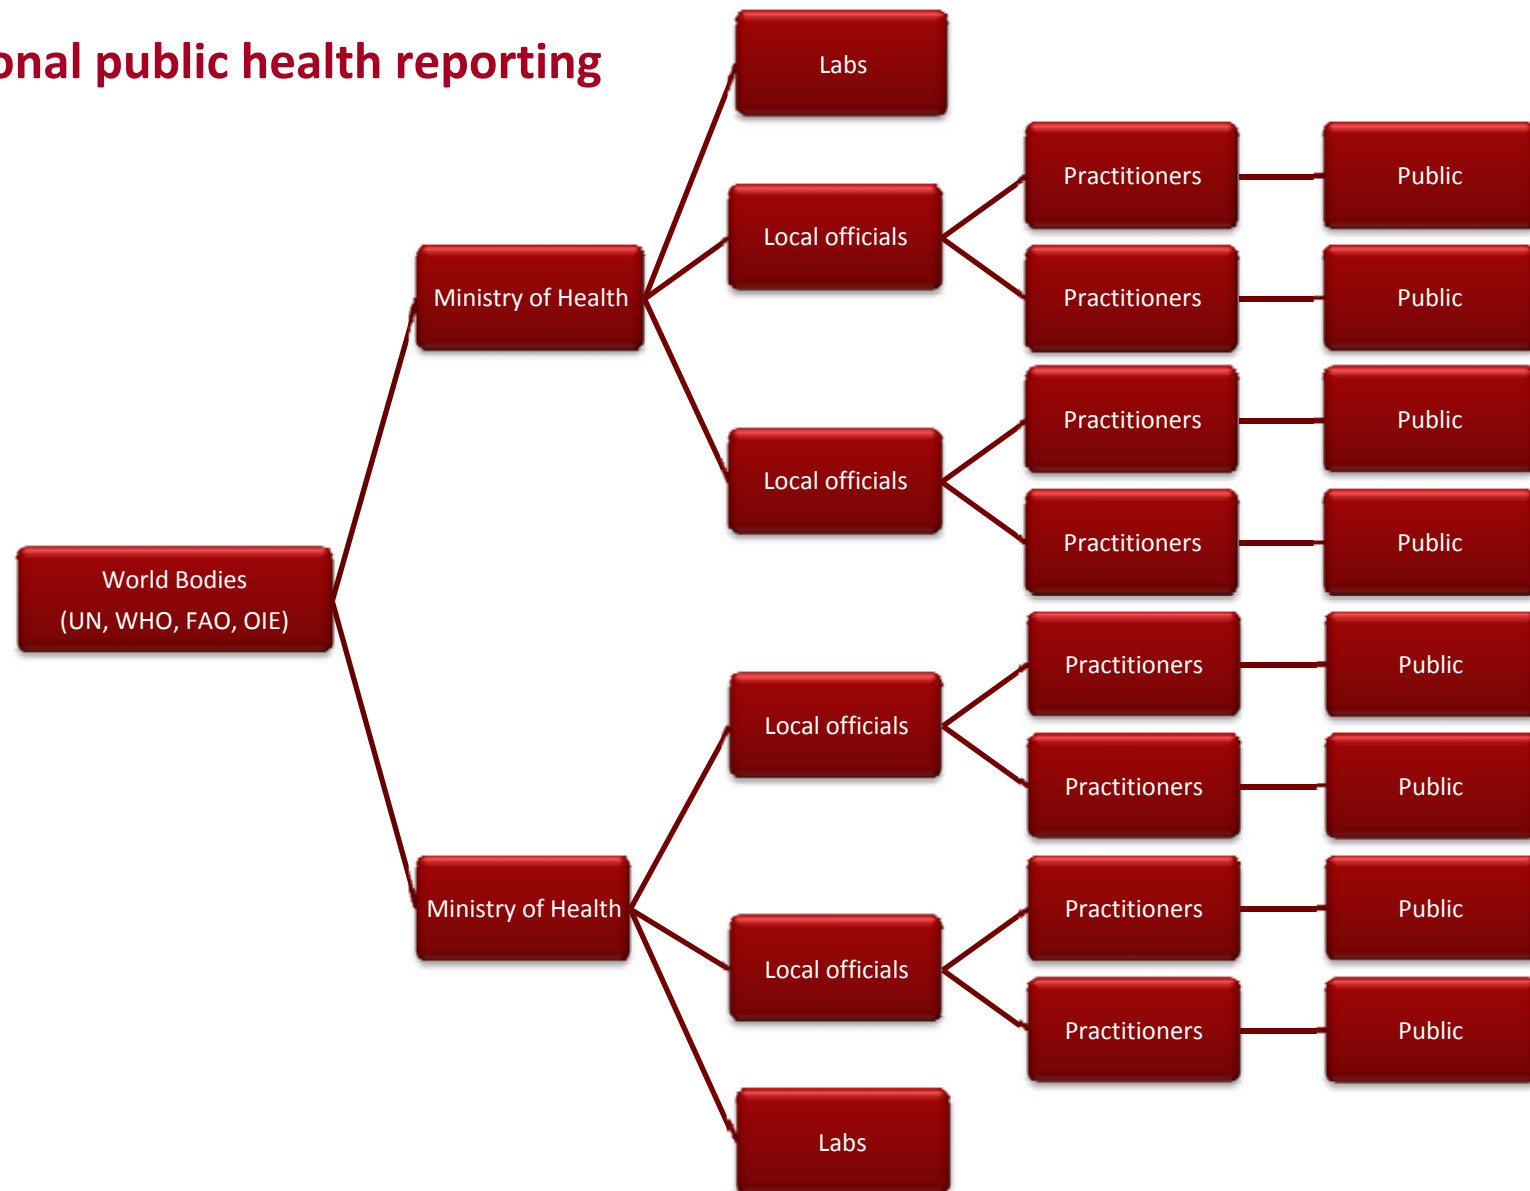 onal public health reporting
Labs
Practitioners
Public
Local officials
Practitioners
Public
Ministry of Health
Practitioners
Public
Local officials
Practitioners
Public
World Bodies
(UN, WHO, FAO, OIE)
Practitioners
Public
Local officials
Practitioners
Public
Ministry of Health
Practitioners
Public
Local officials
Practitioners
Public
Labs